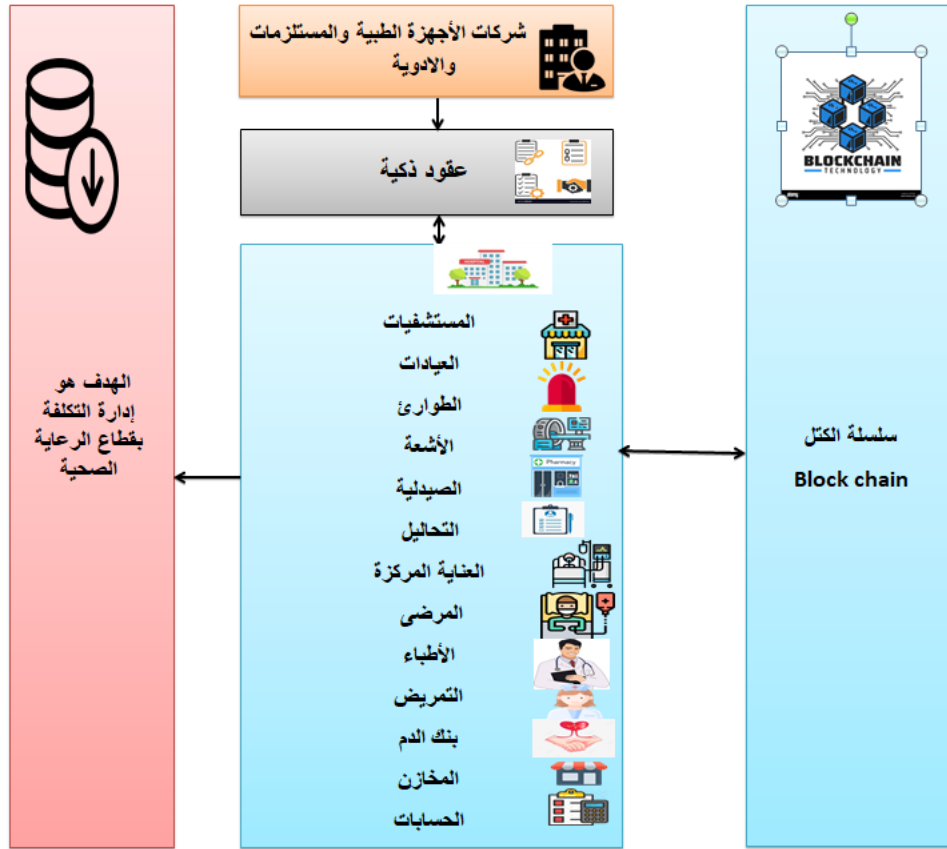 شركات الأجهزة الطبية والمستلزمات
والادوية
BLOCKCHAIN
TECHNOLOGY
عقود ذكية
HOSPITAL
المستشفيات
العيادات
الطوارئ
الأشعة
الصيدلية
Pharmacy
التحاليل
العناية المركزة
المرضى
الأطباء
التمريض
بنك الدم
المخازن
الحسابات
سلسلة الكتل
Block chain
الهدف هو
إدارة التكلفة
بقطاع الرعاية
الصحية